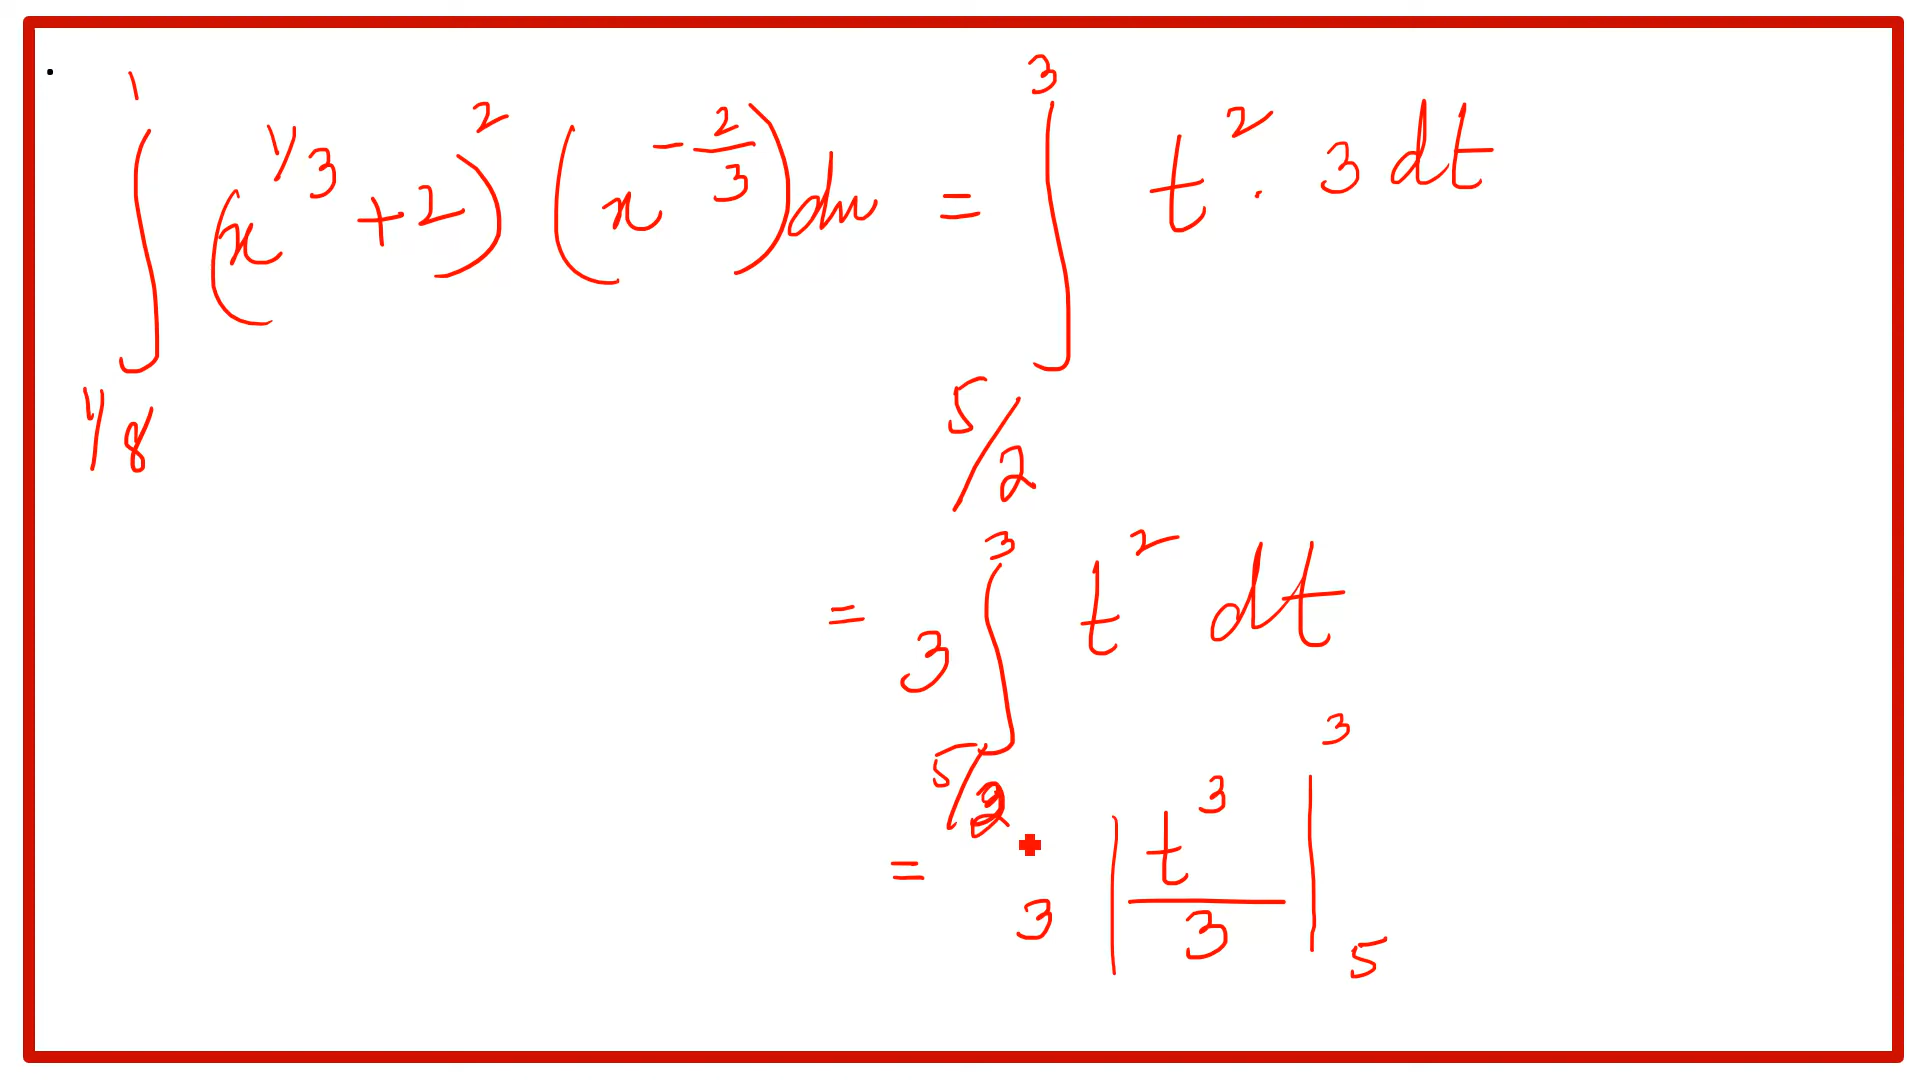 ∫_{1/8}^{1} (x^{1/3} + 2)^2 (x^{-2/3}) dx = ∫_{5/2}^{3} t^2 . 3 dt
= 3 ∫_{5/2}^{3} t^2 dt
= 3 | t^3 / 3 |_{5}^{3}